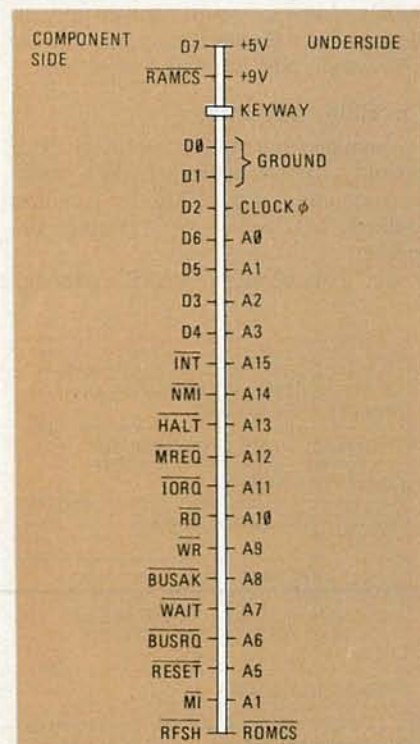 COMPONENT SIDE
UNDERSIDE
D7 +5V
RAMCS +9V
KEYWAY
D0
D1
GROUND
D2 CLOCK ϕ
D6 A0
D5 A1
D3 A2
D4 A3
INT A15
NMI A14
HALT A13
MREQ A12
IORQ A11
RD A10
WR A9
BUSAK A8
WAIT A7
BUSRQ A6
RESET A5
MI A1
RFSH ROMCS